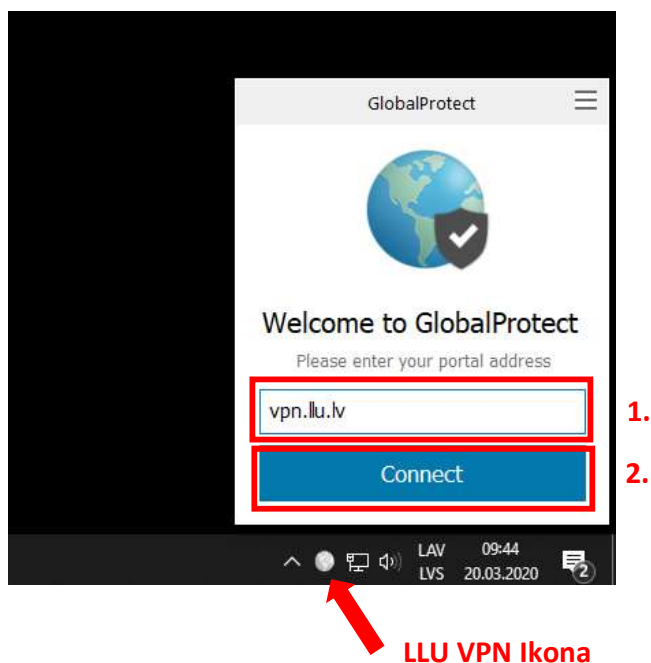 GlobalProtect
Welcome to GlobalProtect
Please enter your portal address
vpn.llu.lv
1.
Connect
2.
LAV 09:44
LVS 20.03.2020
2
LLU VPN Ikona